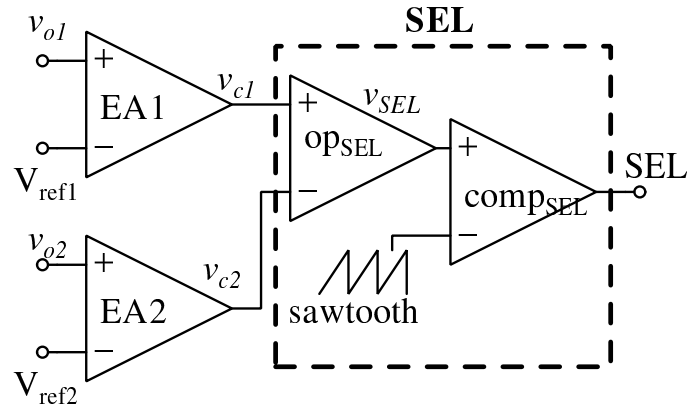 SEL
v_o1
+
EA1
−
V_ref1
v_c1
+
op_SEL
−
v_SEL
+
comp_SEL
−
SEL
v_o2
+
EA2
−
V_ref2
v_c2
sawtooth